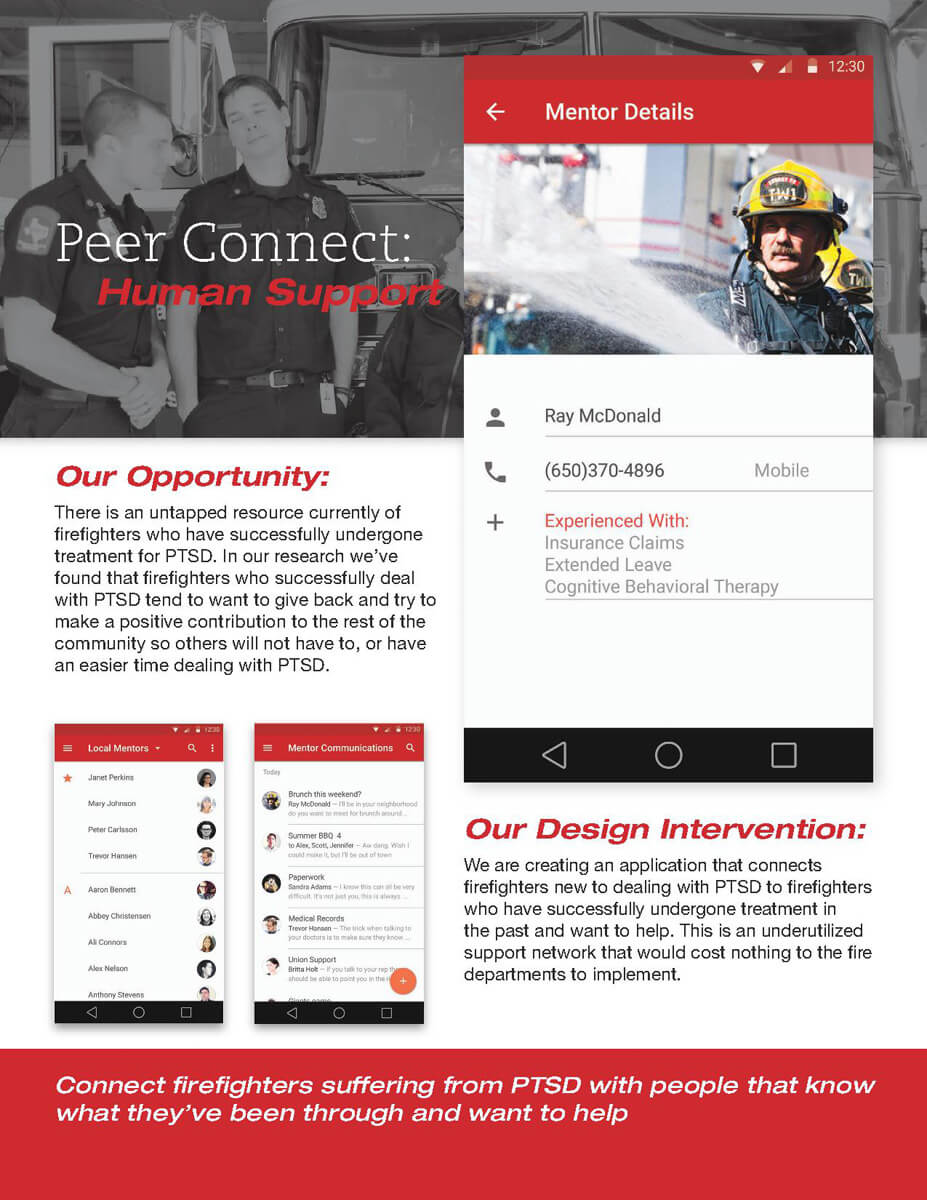 Peer Connect:
Human Support
12:30
Mentor Details
TW1
Ray McDonald
(650)370-4896 Mobile
Experienced With:
Insurance Claims
Extended Leave
Cognitive Behavioral Therapy
Our Opportunity:
There is an untapped resource currently of
firefighters who have successfully undergone
treatment for PTSD. In our research we've
found that firefighters who successfully deal
with PTSD tend to want to give back and try to
make a positive contribution to the rest of the
community so others will not have to, or have
an easier time dealing with PTSD.
12:30
Local Mentors
Janet Perkins
Mary Johnson
Peter Carlsson
Trevor Hansen
A
Aaron Bennett
Abbey Christensen
Ali Connors
Alex Nelson
Anthony Stevens
12:30
Mentor Communications
Today
Brunch this weekend?
Ray McDonald – I'll be in your neighborhood
do you want to meet for brunch around ...
Summer BBQ 4
to Alex, Scott, Jennifer – Aw dang. Wish I
could make it, but I'll be out of town
Paperwork
Sandra Adams – I know this can all be very
difficult. It's not just you, this is always ...
Medical Records
Trevor Hansen – The trick when talking to
your doctors is to make sure they know ...
Union Support
Britta Holt – If you talk to your rep
should be able to point you in the
Giants game
Our Design Intervention:
We are creating an application that connects
firefighters new to dealing with PTSD to firefighters
who have successfully undergone treatment in
the past and want to help. This is an underutilized
support network that would cost nothing to the fire
departments to implement.
Connect firefighters suffering from PTSD with people that know
what they've been through and want to help